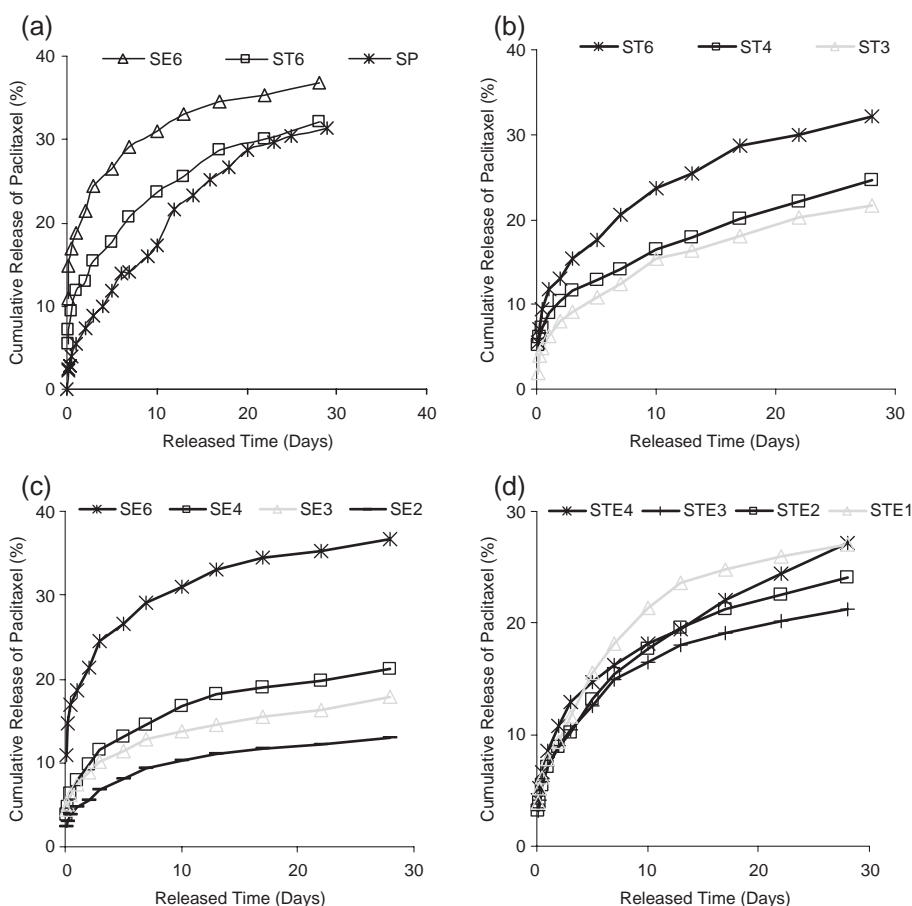 (a)
SE6 ST6 SP
Cumulative Release of Paclitaxel (%)
40
30
20
10
0
0 10 20 30 40
Released Time (Days)
(b)
ST6 ST4 ST3
Cumulative Release of Paclitaxel (%)
40
30
20
10
0
0 10 20 30
Released Time (Days)
(c)
SE6 SE4 SE3 SE2
Cumulative Release of Paclitaxel (%)
40
30
20
10
0
0 10 20 30
Released Time (Days)
(d)
STE4 STE3 STE2 STE1
Cumulative Release of Paclitaxel (%)
30
20
10
0
0 10 20 30
Released Time (Days)